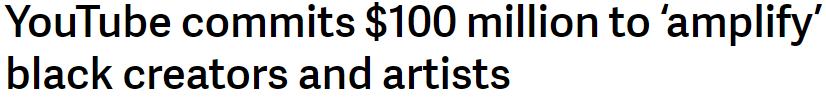 YouTube commits $100 million to ‘amplify’
black creators and artists